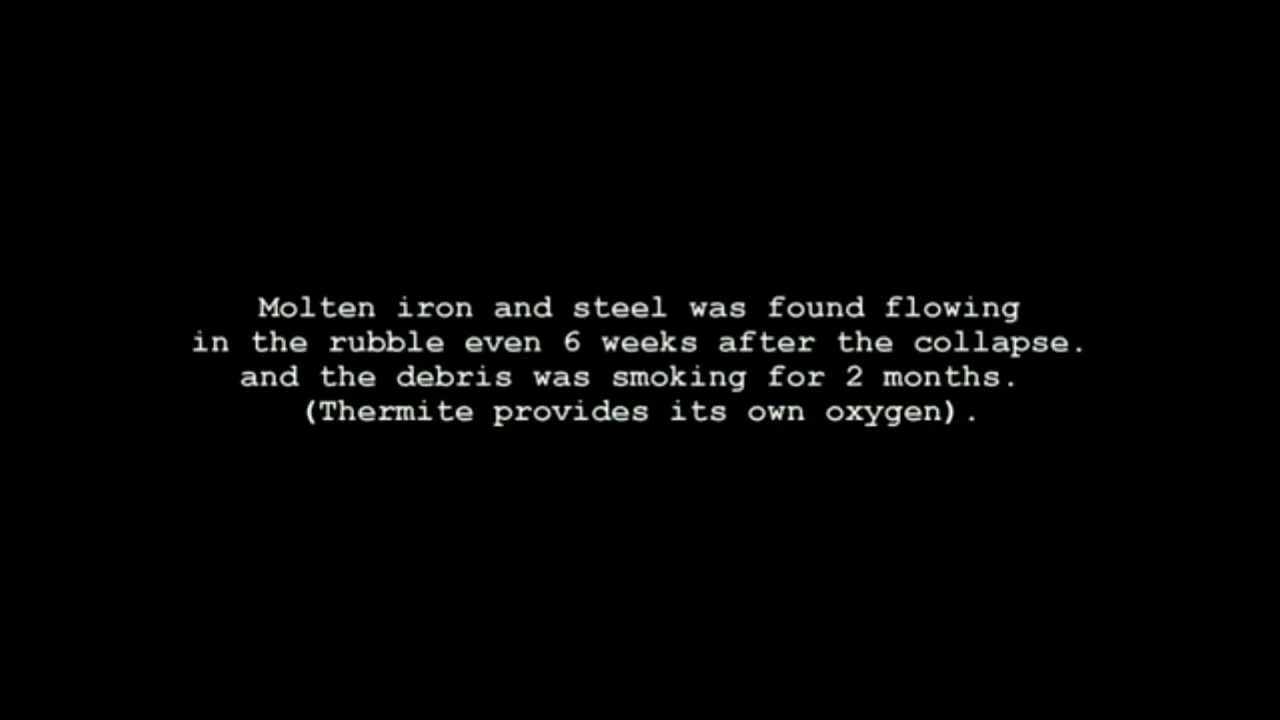 Molten iron and steel was found flowing
in the rubble even 6 weeks after the collapse.
and the debris was smoking for 2 months.
(Thermite provides its own oxygen).